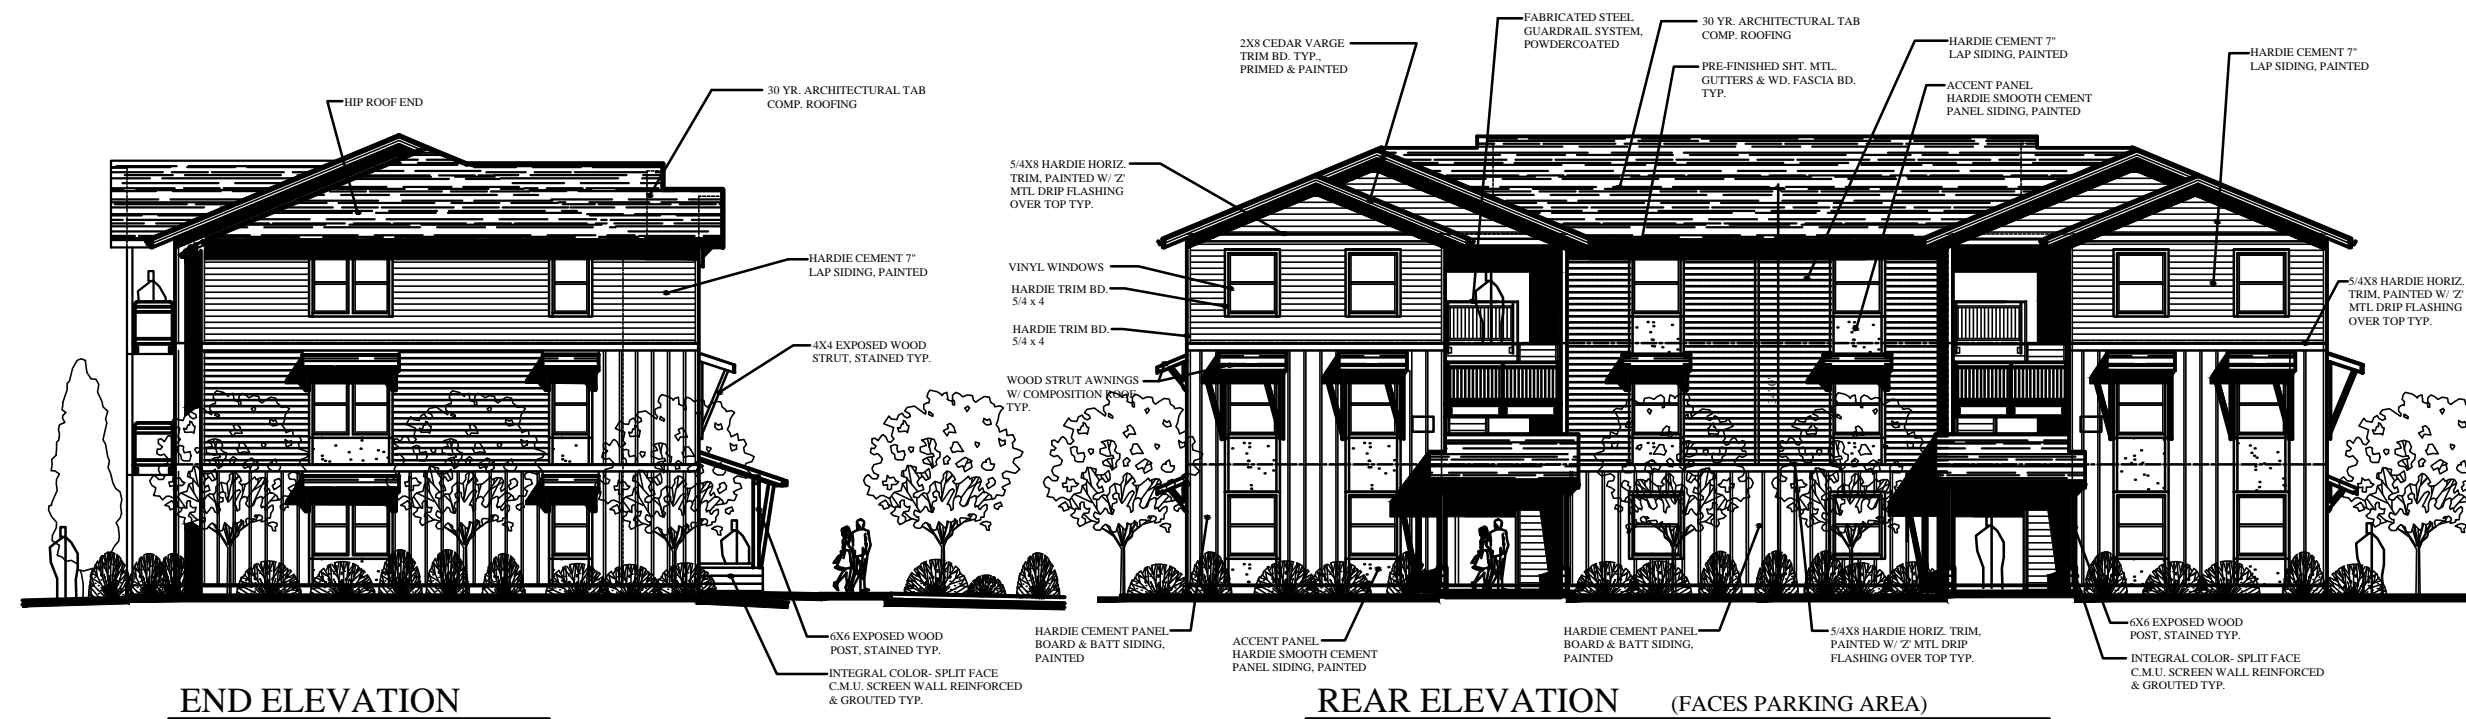 HIP ROOF END
30 YR. ARCHITECTURAL TAB
COMP. ROOFING
HARDIE CEMENT 7"
LAP SIDING, PAINTED
4X4 EXPOSED WOOD
STRUT, STAINED TYP.
6X6 EXPOSED WOOD
POST, STAINED TYP.
INTEGRAL COLOR- SPLIT FACE
C.M.U. SCREEN WALL REINFORCED
& GROUTED TYP.
END ELEVATION
2X8 CEDAR VARGE
TRIM BD. TYP.,
PRIMED & PAINTED
FABRICATED STEEL
GUARDRAIL SYSTEM,
POWDERCOATED
30 YR. ARCHITECTURAL TAB
COMP. ROOFING
PRE-FINISHED SHT. MTL.
GUTTERS & WD. FASCIA BD.
TYP.
HARDIE CEMENT 7"
LAP SIDING, PAINTED
ACCENT PANEL
HARDIE SMOOTH CEMENT
PANEL SIDING, PAINTED
HARDIE CEMENT 7"
LAP SIDING, PAINTED
5/4X8 HARDIE HORIZ.
TRIM, PAINTED W/ 'Z'
MTL DRIP FLASHING
OVER TOP TYP.
VINYL WINDOWS
HARDIE TRIM BD.
5/4 x 4
HARDIE TRIM BD.
5/4 x 4
WOOD STRUT AWNINGS
W/ COMPOSITION ROOF
TYP.
5/4X8 HARDIE HORIZ.
TRIM, PAINTED W/ 'Z'
MTL DRIP FLASHING
OVER TOP TYP.
HARDIE CEMENT PANEL
BOARD & BATT SIDING,
PAINTED
ACCENT PANEL
HARDIE SMOOTH CEMENT
PANEL SIDING, PAINTED
HARDIE CEMENT PANEL
BOARD & BATT SIDING,
PAINTED
5/4X8 HARDIE HORIZ. TRIM,
PAINTED W/ 'Z' MTL DRIP
FLASHING OVER TOP TYP.
6X6 EXPOSED WOOD
POST, STAINED TYP.
INTEGRAL COLOR- SPLIT FACE
C.M.U. SCREEN WALL REINFORCED
& GROUTED TYP.
REAR ELEVATION (FACES PARKING AREA)